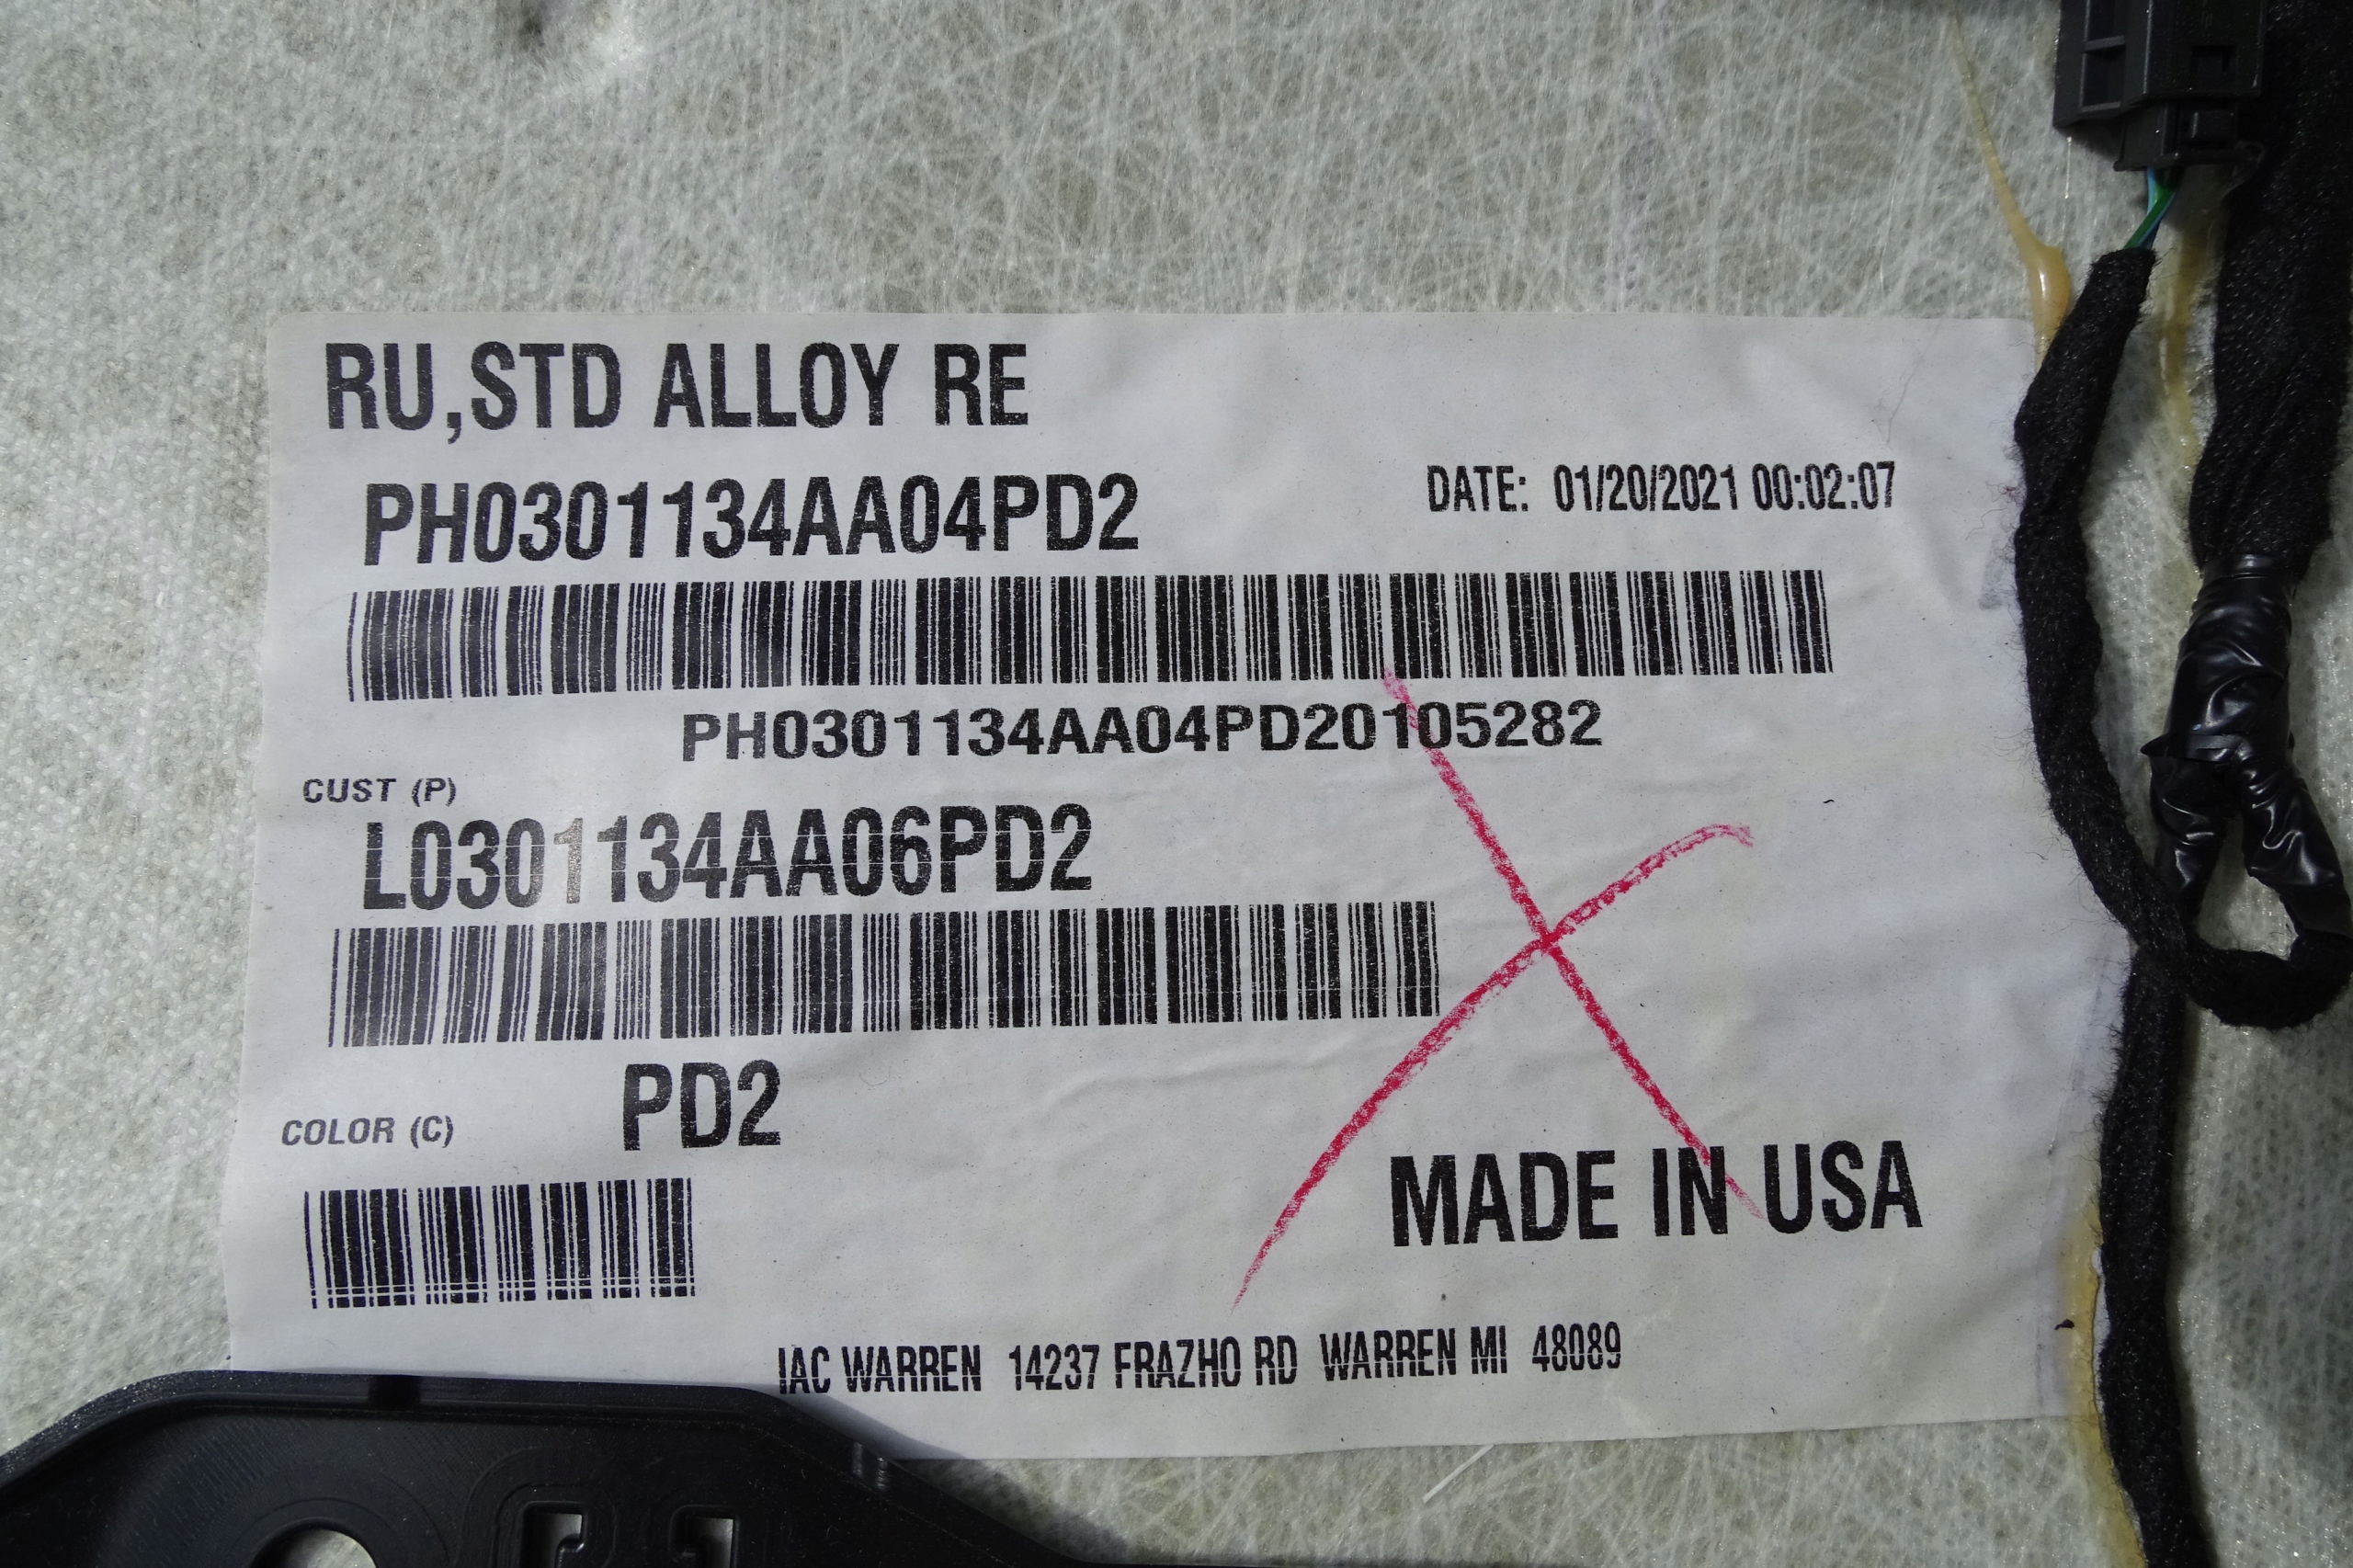 RU,STD ALLOY RE
PH0301134AA04PD2
DATE: 01/20/2021 00:02:07
PH0301134AA04PD20105282
CUST (P)
L0301134AA06PD2
COLOR (C)
PD2
MADE IN USA
IAC WARREN 14237 FRAZHO RD WARREN MI 48089